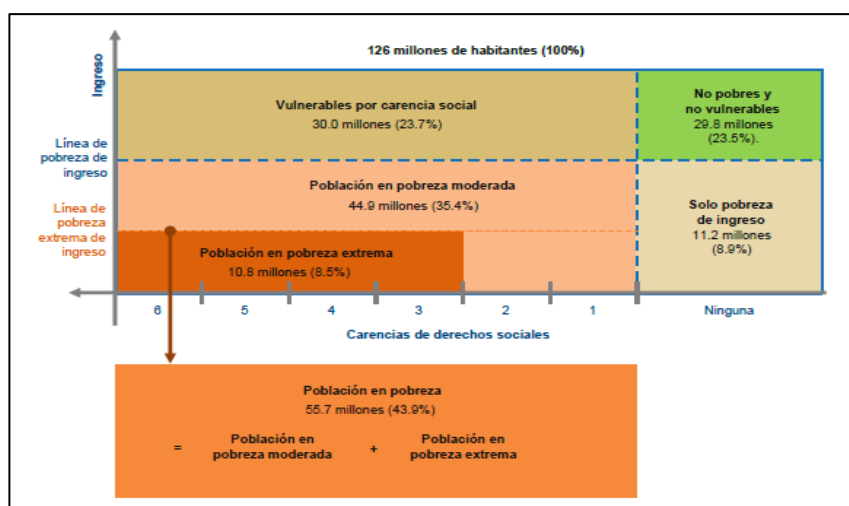 126 millones de habitantes (100%)
Ingreso
Vulnerables por carencia social
30.0 millones (23.7%)
No pobres y
no vulnerables
29.8 millones
(23.5%).
Línea de
pobreza de
ingreso
Población en pobreza moderada
44.9 millones (35.4%)
Línea de
pobreza
extrema de
ingreso
Solo pobreza
de ingreso
11.2 millones
(8.9%)
Población en pobreza extrema
10.8 millones (8.5%)
6 5 4 3 2 1 Ninguna
Carencias de derechos sociales
Población en pobreza
55.7 millones (43.9%)
= Población en pobreza moderada + Población en pobreza extrema